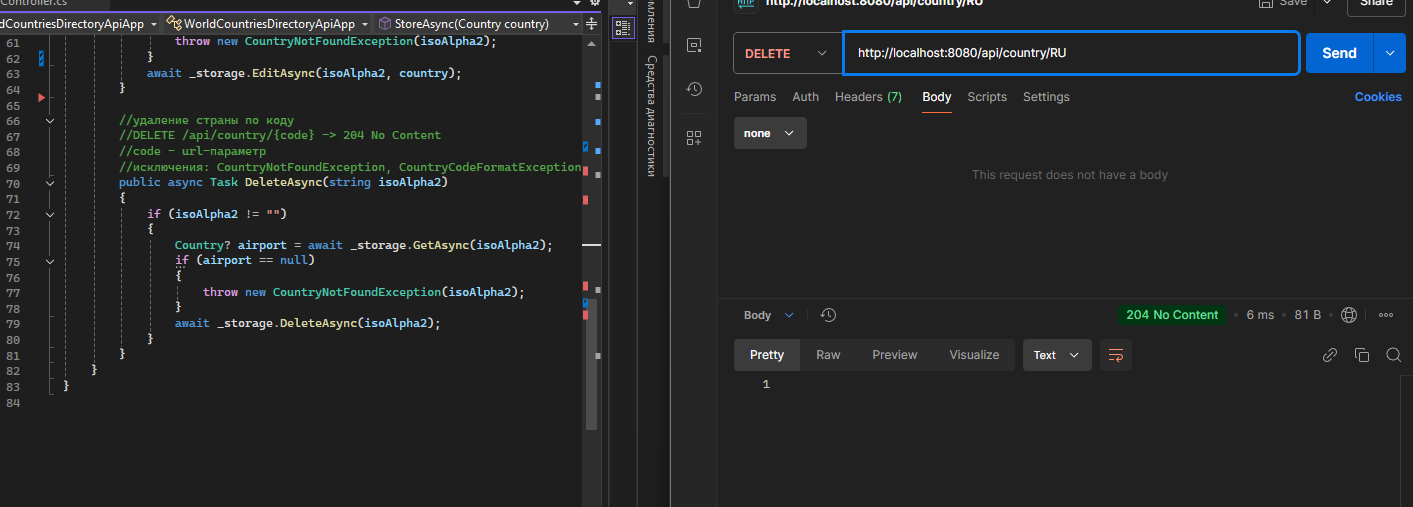 Controller.cs
dCountriesDirectoryApiApp
WorldCountriesDirectoryApiApp
StoreAsync(Country country)
61 throw new CountryNotFoundException(isoAlpha2);
62 }
63 await _storage.EditAsync(isoAlpha2, country);
64 }
65
66 //удаление страны по коду
67 //DELETE /api/country/{code} -> 204 No Content
68 //code - url-параметр
69 //исключения: CountryNotFoundException, CountryCodeFormatException
70 public async Task DeleteAsync(string isoAlpha2)
71 {
72 if (isoAlpha2 != "")
73 {
74 Country? airport = await _storage.GetAsync(isoAlpha2);
75 if (airport == null)
76 {
77 throw new CountryNotFoundException(isoAlpha2);
78 }
79 await _storage.DeleteAsync(isoAlpha2);
80 }
81 }
82 }
83 }
84
Средства диагностики
HTTP http://localhost:8080/api/country/RU
Save
Share
DELETE
http://localhost:8080/api/country/RU
Send
Params Auth Headers (7) Body Scripts Settings
Cookies
none
This request does not have a body
Body
204 No Content • 6 ms • 81 B
Pretty Raw Preview Visualize Text
1